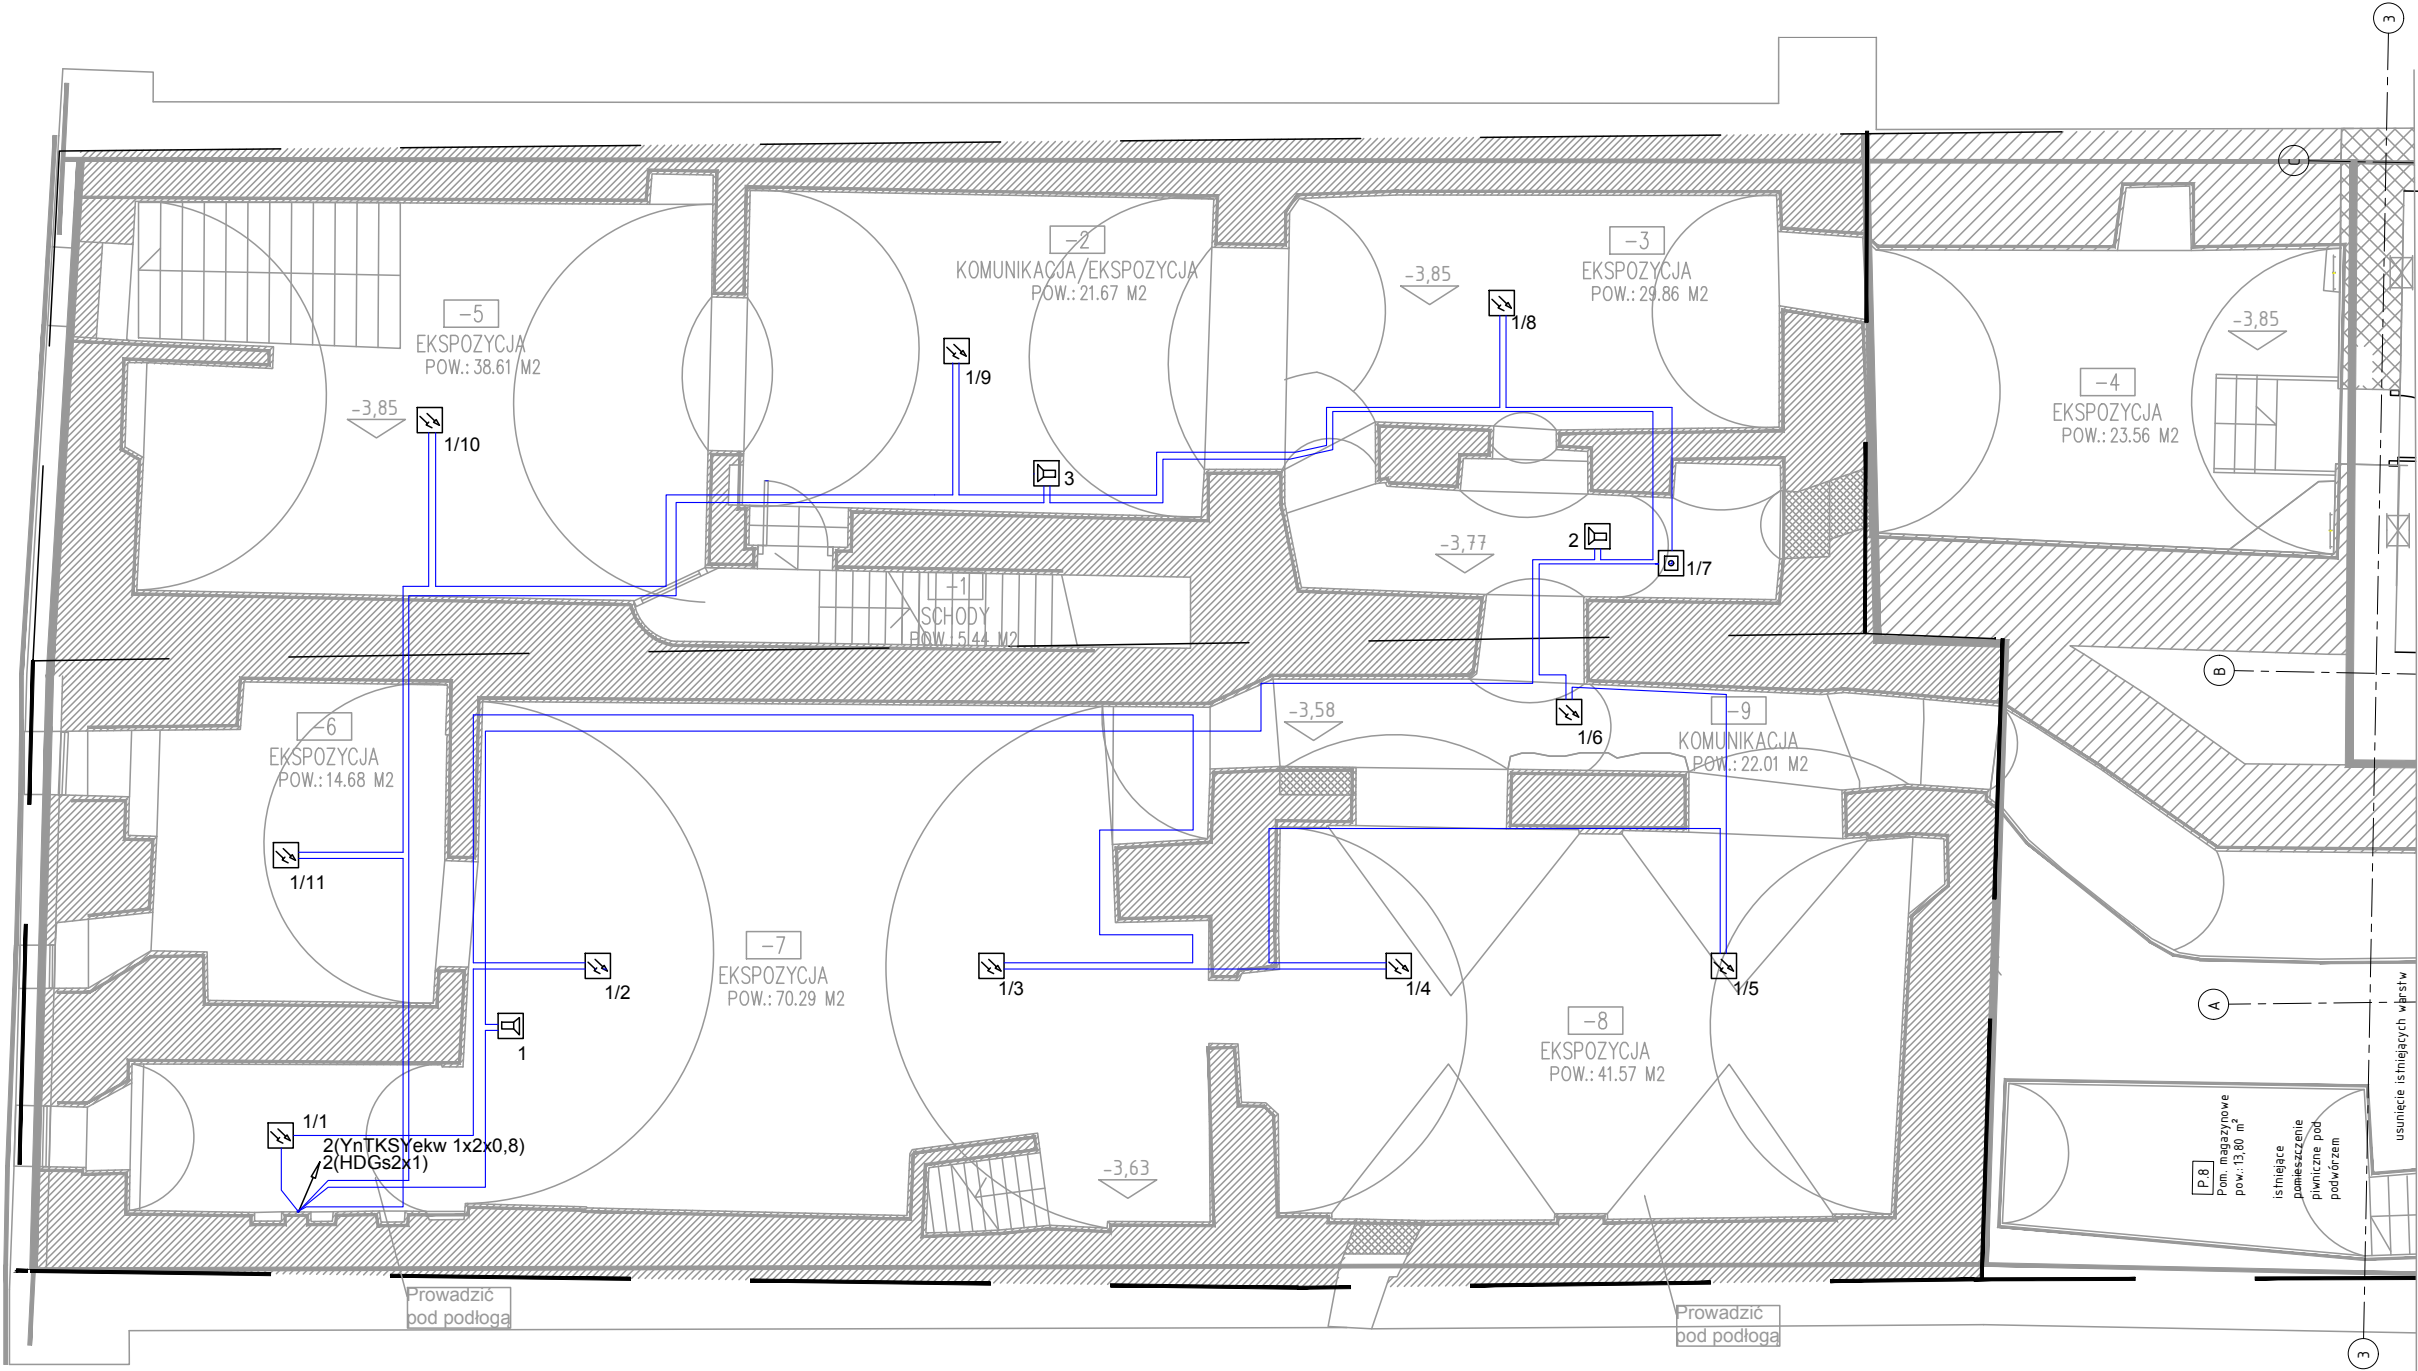 3
C
-2
KOMUNIKACJA/EKSPOZYCJA
POW.: 21.67 M2
-3
EKSPOZYCJA
POW.: 29.86 M2
-3,85
1/8
-5
EKSPOZYCJA
POW.: 38.61 M2
-3,85
1/10
1/9
3
-4
EKSPOZYCJA
POW.: 23.56 M2
-3,85
-3,77
2
1/7
-1
SCHODY
POW.: 5.44 M2
B
-6
EKSPOZYCJA
POW.: 14.68 M2
1/11
-3,58
1/6
-9
KOMUNIKACJA
POW.: 22.01 M2
-7
EKSPOZYCJA
POW.: 70.29 M2
1/2
1/3
1/4
1/5
1
-8
EKSPOZYCJA
POW.: 41.57 M2
A
1/1
2(YnTKSYekw 1x2x0,8)
2(HDGs2x1)
-3,63
P.8
Pom. magazynowe
pow.: 13,80 m²
istniejące
pomieszczenie
piwniczne pod
podwórzem
usunięcie istniejących warstw
Prowadzić
pod podłogą
Prowadzić
pod podłogą
3